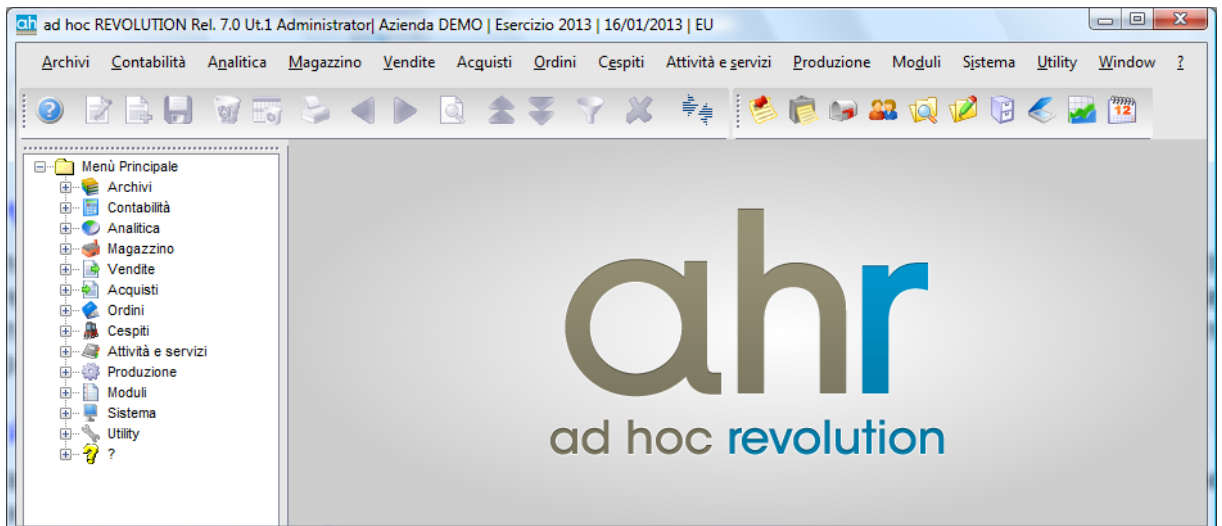 ah ad hoc REVOLUTION Rel. 7.0 Ut.1 Administrator| Azienda DEMO | Esercizio 2013 | 16/01/2013 | EU
Archivi Contabilità Analitica Magazzino Vendite Acquisti Ordini Cespiti Attività e servizi Produzione Moduli Sistema Utility Window ?
? 12
Menù Principale
Archivi
Contabilità
Analitica
Magazzino
Vendite
Acquisti
Ordini
Cespiti
Attività e servizi
Produzione
Moduli
Sistema
Utility
? ?
ahr
ad hoc revolution